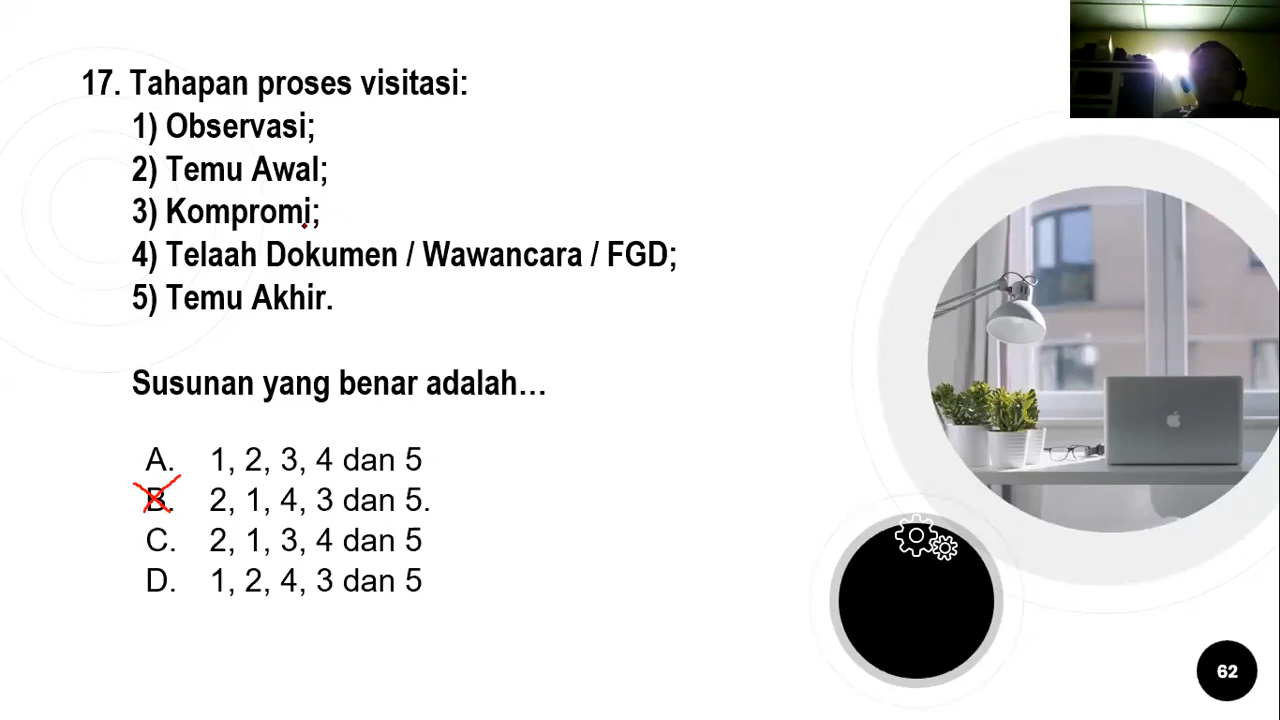 17. Tahapan proses visitasi:
1) Observasi;
2) Temu Awal;
3) Kompromi;
4) Telaah Dokumen / Wawancara / FGD;
5) Temu Akhir.
Susunan yang benar adalah...
A. 1, 2, 3, 4 dan 5
B. 2, 1, 4, 3 dan 5.
C. 2, 1, 3, 4 dan 5
D. 1, 2, 4, 3 dan 5
62